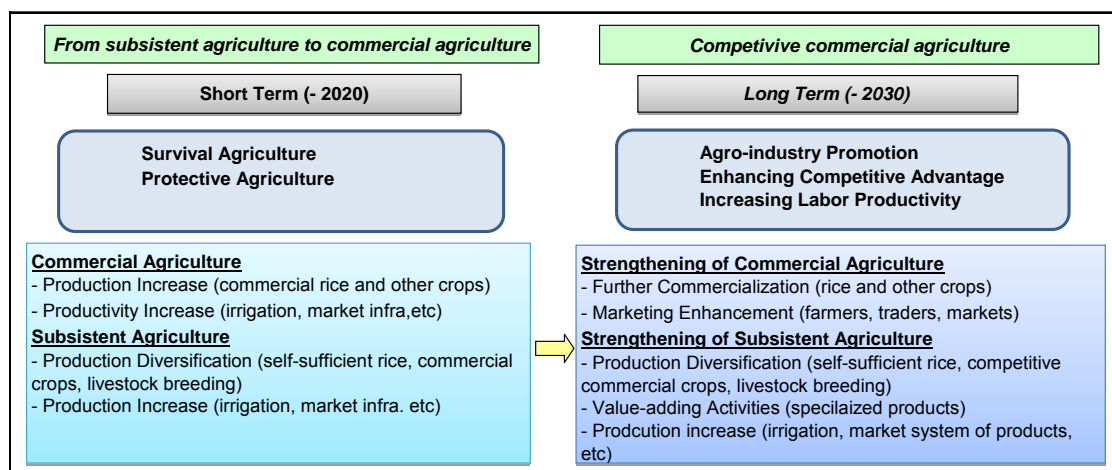 From subsistent agriculture to commercial agriculture
Short Term (- 2020)
Survival Agriculture
Protective Agriculture
Commercial Agriculture
- Production Increase (commercial rice and other crops)
- Productivity Increase (irrigation, market infra,etc)
Subsistent Agriculture
- Production Diversification (self-sufficient rice, commercial
crops, livestock breeding)
- Production Increase (irrigation, market infra. etc)
Competivive commercial agriculture
Long Term (- 2030)
Agro-industry Promotion
Enhancing Competitive Advantage
Increasing Labor Productivity
Strengthening of Commercial Agriculture
- Further Commercialization (rice and other crops)
- Marketing Enhancement (farmers, traders, markets)
Strengthening of Subsistent Agriculture
- Production Diversification (self-sufficient rice, competitive
commercial crops, livestock breeding)
- Value-adding Activities (specilaized products)
- Prodcution increase (irrigation, market system of products,
etc)